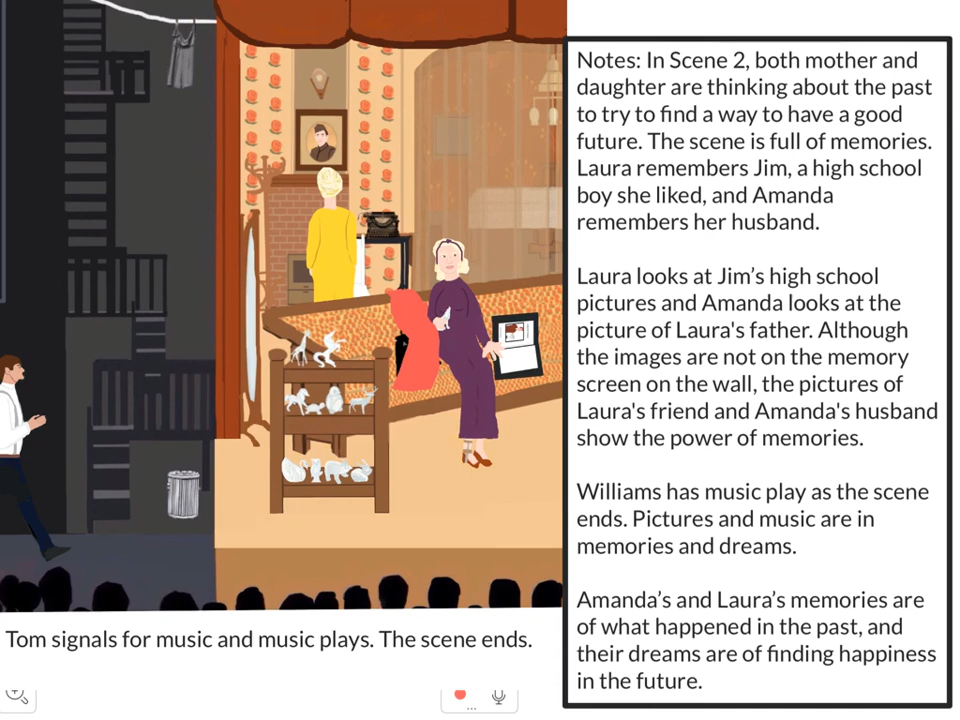 Notes: In Scene 2, both mother and
daughter are thinking about the past
to try to find a way to have a good
future. The scene is full of memories.
Laura remembers Jim, a high school
boy she liked, and Amanda
remembers her husband.
Laura looks at Jim’s high school
pictures and Amanda looks at the
picture of Laura's father. Although
the images are not on the memory
screen on the wall, the pictures of
Laura's friend and Amanda's husband
show the power of memories.
Williams has music play as the scene
ends. Pictures and music are in
memories and dreams.
Amanda’s and Laura’s memories are
of what happened in the past, and
their dreams are of finding happiness
in the future.
Tom signals for music and music plays. The scene ends.